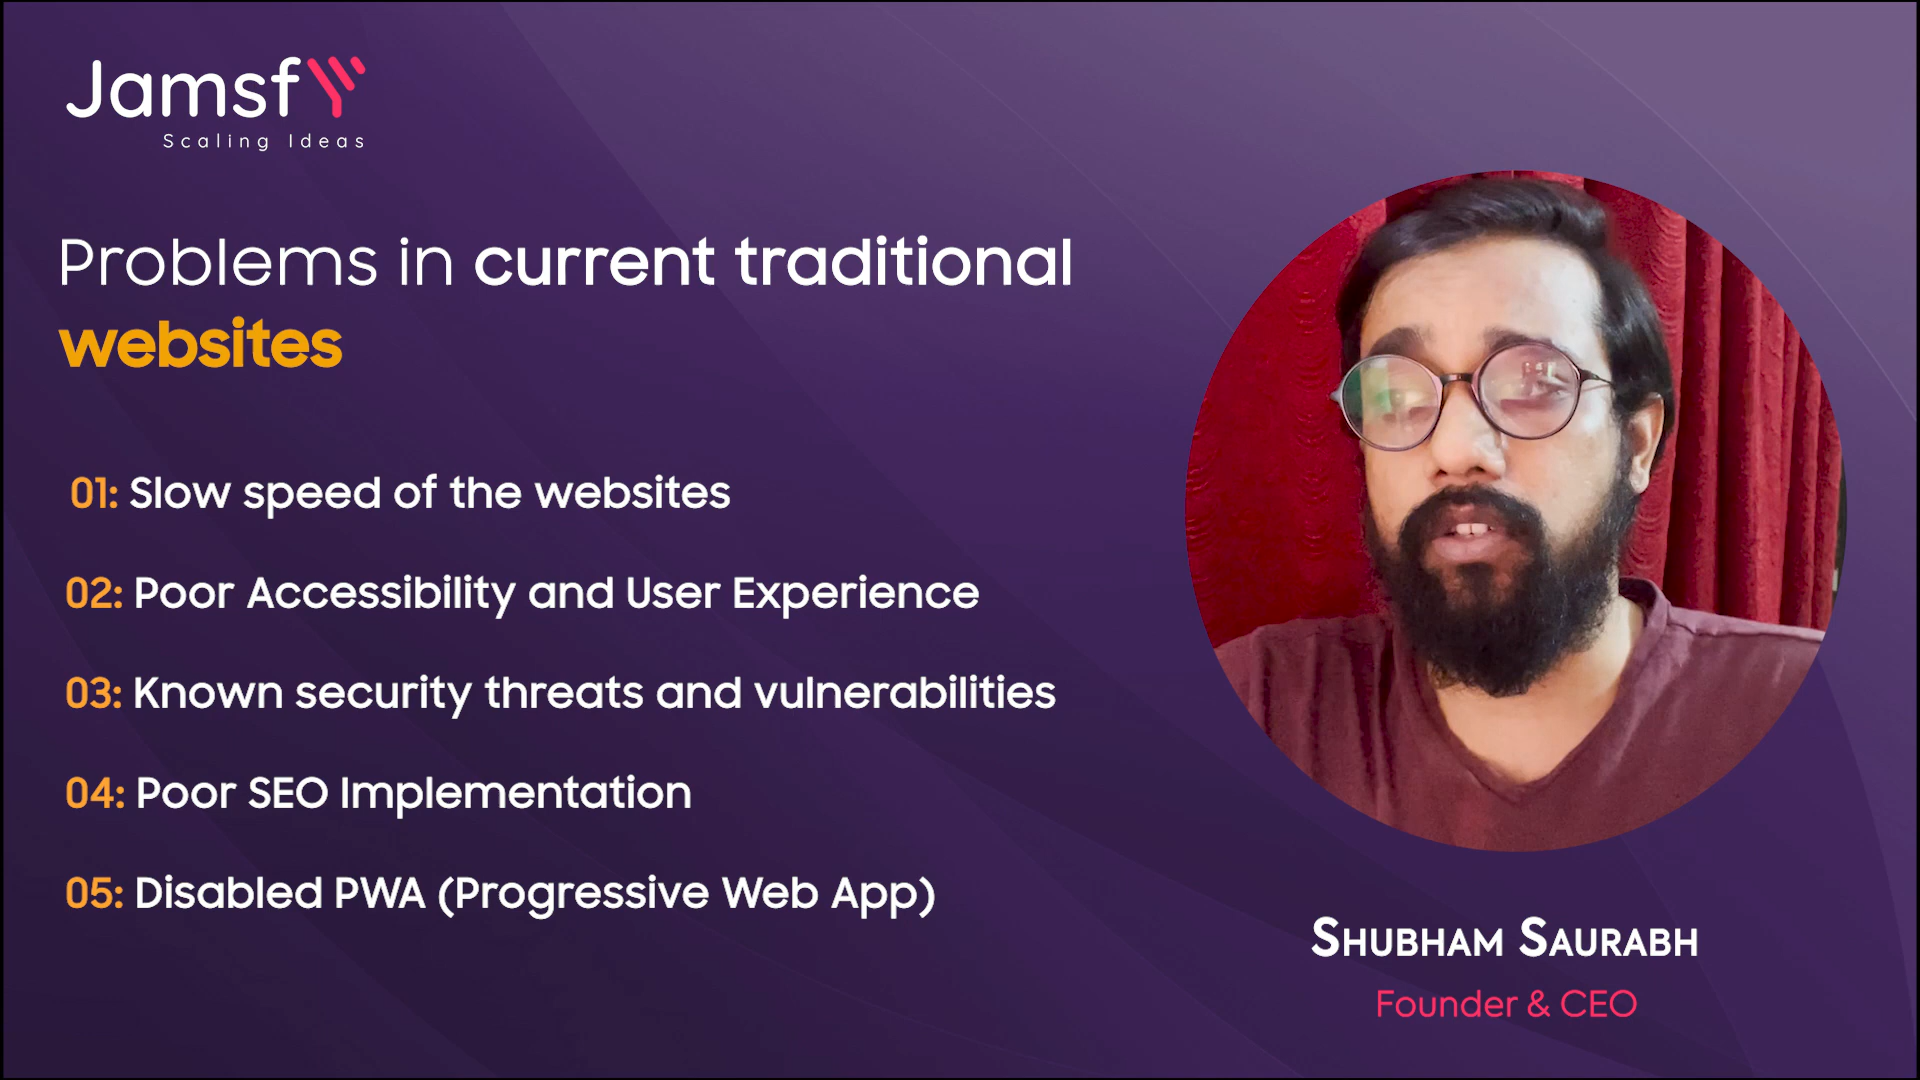 Jamsfy
Scaling Ideas
Problems in current traditional
websites
01: Slow speed of the websites
02: Poor Accessibility and User Experience
03: Known security threats and vulnerabilities
04: Poor SEO Implementation
05: Disabled PWA (Progressive Web App)
Shubham Saurabh
Founder & CEO